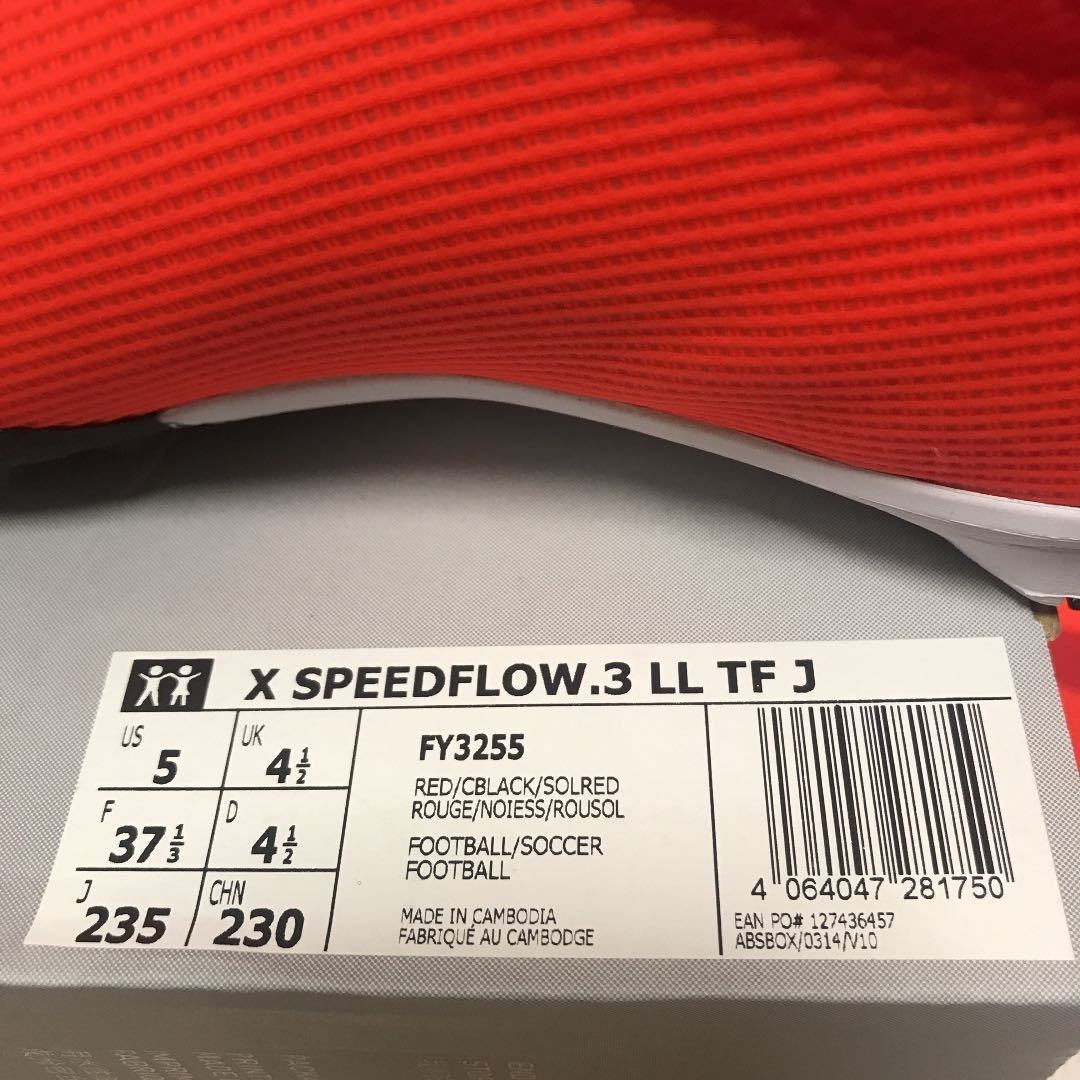 X SPEEDFLOW.3 LL TF J
US 5
UK 4½
F 37⅓
D 4½
J 235
CHN 230
FY3255
RED/CBLACK/SOLRED
ROUGE/NOIESS/ROUSOL
FOOTBALL/SOCCER
FOOTBALL
MADE IN CAMBODIA
FABRIQUÉ AU CAMBODGE
4 064047 281750
EAN PO# 127436457
ABSBOX/0314/V10